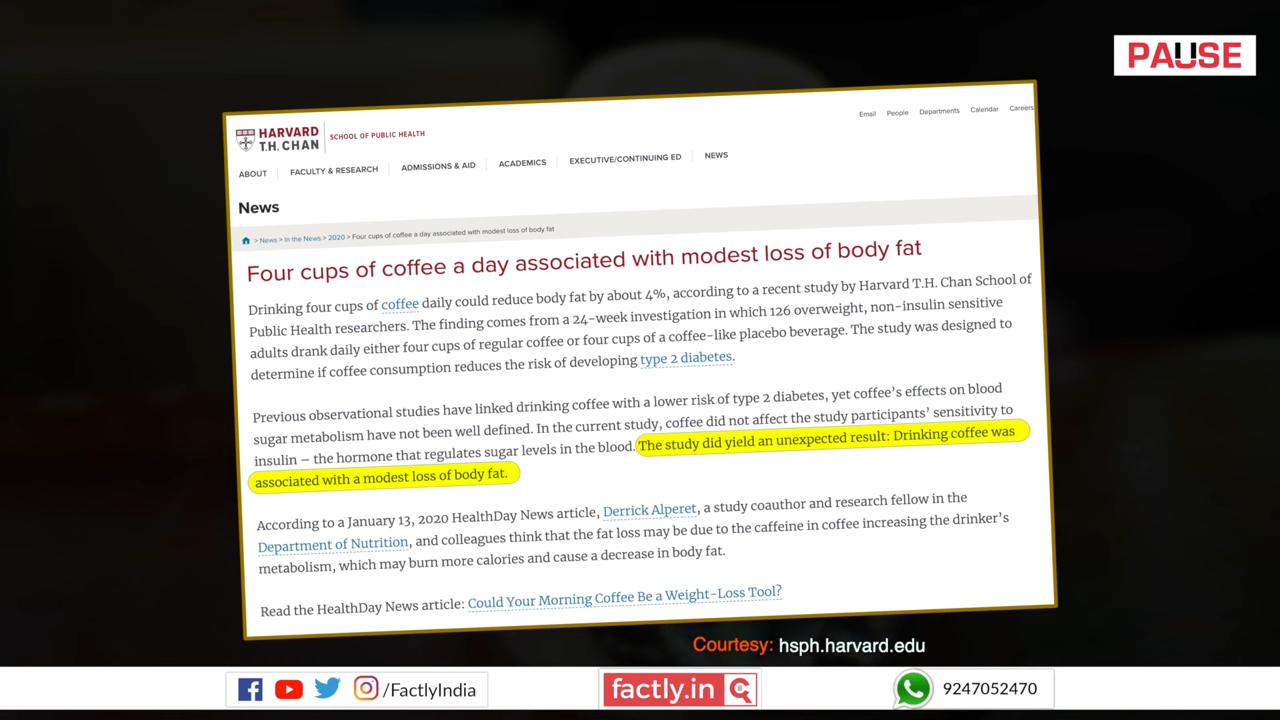 PAUSE
HARVARD
T.H. CHAN
SCHOOL OF PUBLIC HEALTH
Email People Departments Calendar Careers
ABOUT FACULTY & RESEARCH ADMISSIONS & AID ACADEMICS EXECUTIVE/CONTINUING ED NEWS
News
> News > In the News > 2020 > Four cups of coffee a day associated with modest loss of body fat
Four cups of coffee a day associated with modest loss of body fat
Drinking four cups of coffee daily could reduce body fat by about 4%, according to a recent study by Harvard T.H. Chan School of
Public Health researchers. The finding comes from a 24-week investigation in which 126 overweight, non-insulin sensitive
adults drank daily either four cups of regular coffee or four cups of a coffee-like placebo beverage. The study was designed to
determine if coffee consumption reduces the risk of developing type 2 diabetes.
Previous observational studies have linked drinking coffee with a lower risk of type 2 diabetes, yet coffee's effects on blood
sugar metabolism have not been well defined. In the current study, coffee did not affect the study participants' sensitivity to
insulin – the hormone that regulates sugar levels in the blood. The study did yield an unexpected result: Drinking coffee was
associated with a modest loss of body fat.
According to a January 13, 2020 HealthDay News article, Derrick Alperet, a study coauthor and research fellow in the
Department of Nutrition, and colleagues think that the fat loss may be due to the caffeine in coffee increasing the drinker's
metabolism, which may burn more calories and cause a decrease in body fat.
Read the HealthDay News article: Could Your Morning Coffee Be a Weight-Loss Tool?
Courtesy: hsph.harvard.edu
/FactlyIndia
factly.in
9247052470